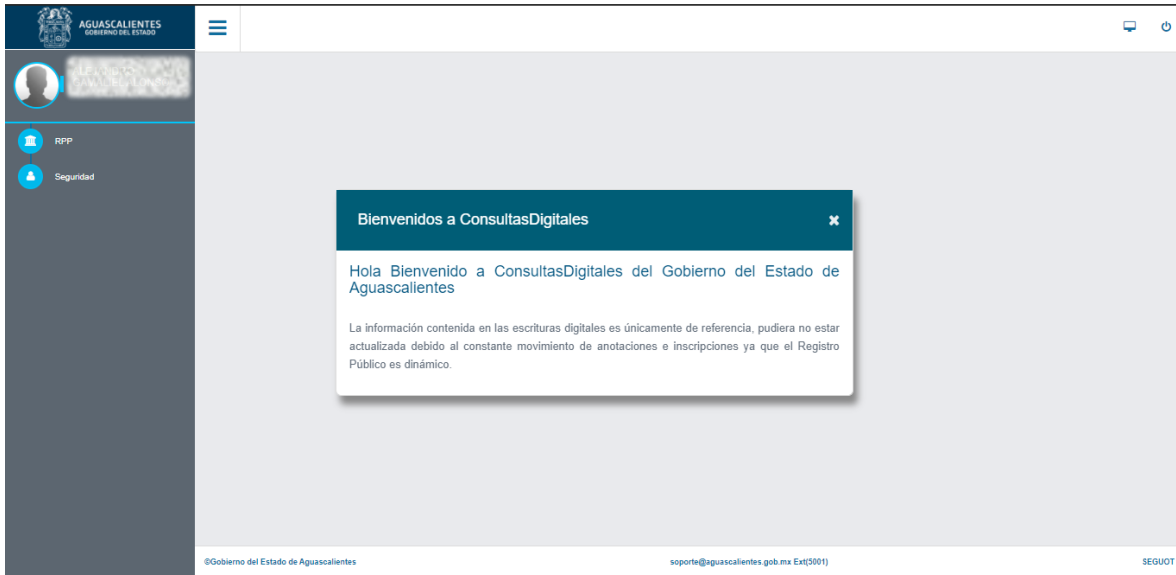 AGUASCALIENTES
GOBIERNO DEL ESTADO
RPP
Seguridad
Bienvenidos a ConsultasDigitales
Hola Bienvenido a ConsultasDigitales del Gobierno del Estado de
Aguascalientes
La información contenida en las escrituras digitales es únicamente de referencia, pudiera no estar
actualizada debido al constante movimiento de anotaciones e inscripciones ya que el Registro
Público es dinámico.
©Gobierno del Estado de Aguascalientes
soporte@aguascalientes.gob.mx Ext(5001)
SEGUOT